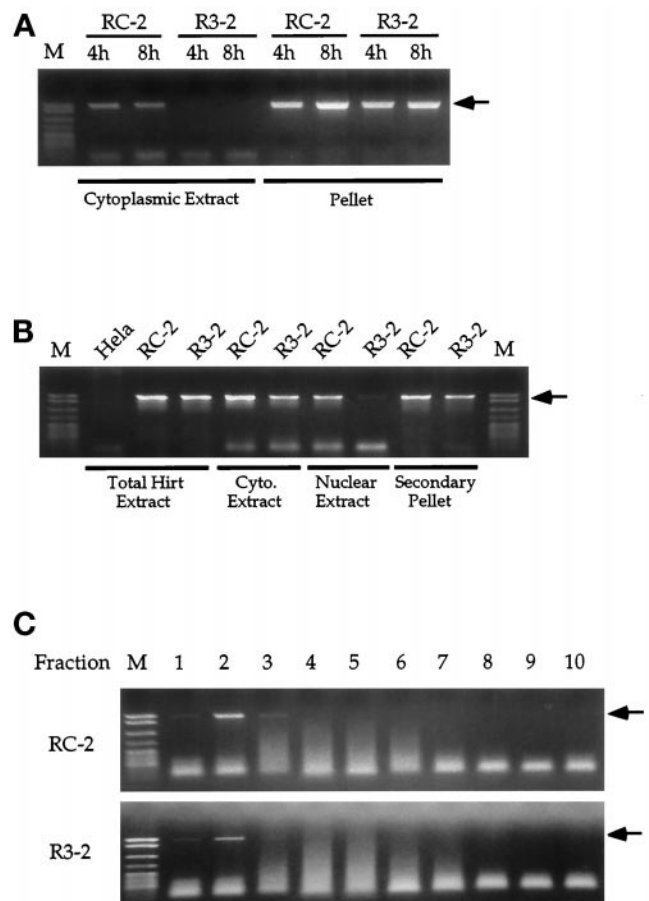 A
RC-2 R3-2 RC-2 R3-2
M 4h 8h 4h 8h 4h 8h 4h 8h
Cytoplasmic Extract Pellet
B
M Hela RC-2 R3-2 RC-2 R3-2 RC-2 R3-2 RC-2 R3-2 M
Total Hirt Cyto. Nuclear Secondary
Extract Extract Extract Pellet
C
Fraction M 1 2 3 4 5 6 7 8 9 10
RC-2
R3-2